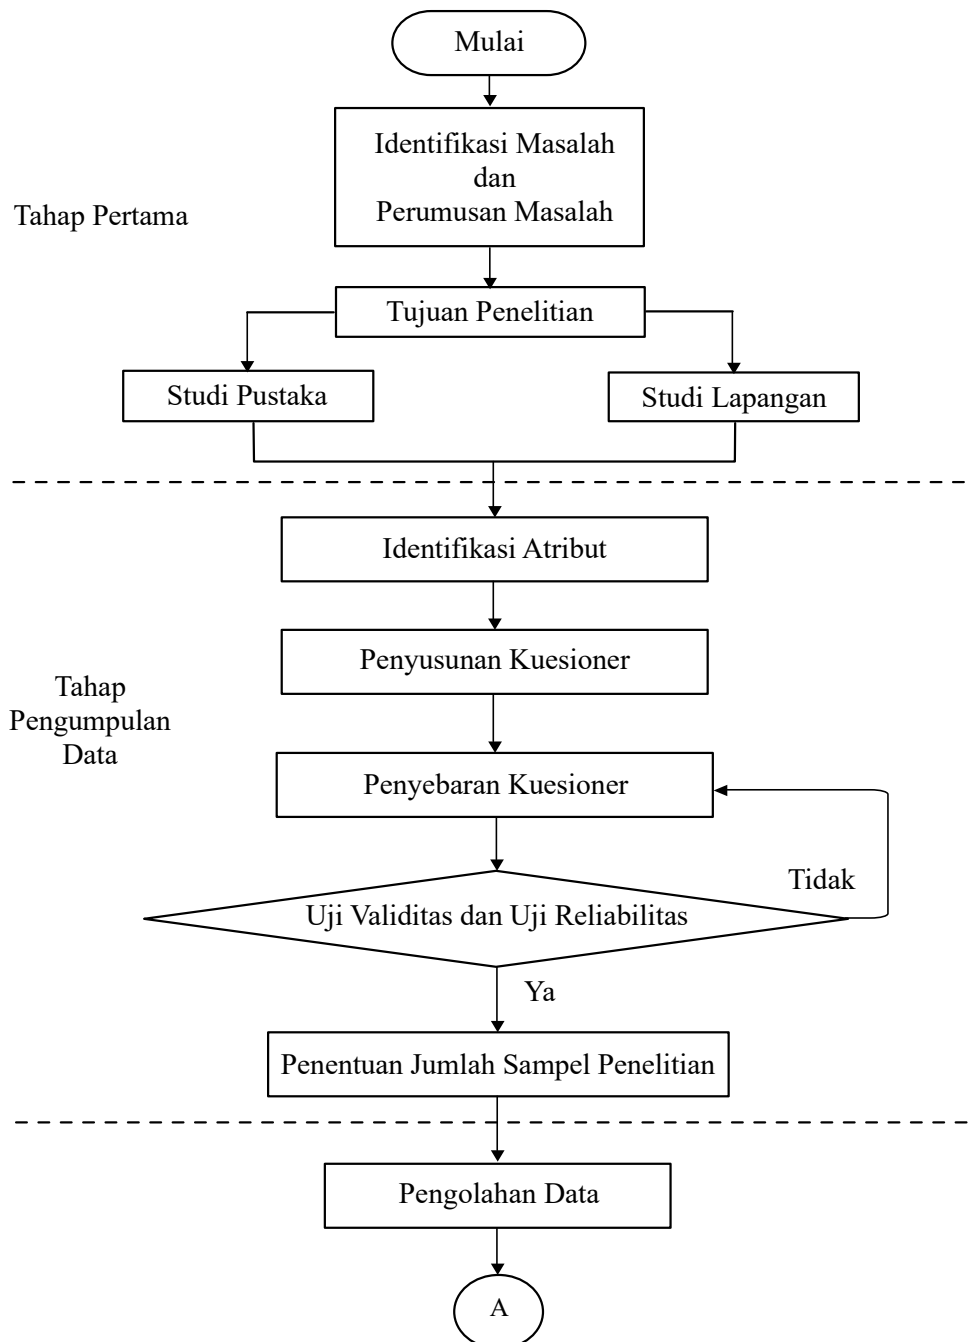 Mulai
Identifikasi Masalah
dan
Perumusan Masalah
Tahap Pertama
Tujuan Penelitian
Studi Pustaka
Studi Lapangan
Identifikasi Atribut
Penyusunan Kuesioner
Tahap
Pengumpulan
Data
Penyebaran Kuesioner
Tidak
Uji Validitas dan Uji Reliabilitas
Ya
Penentuan Jumlah Sampel Penelitian
Pengolahan Data
A